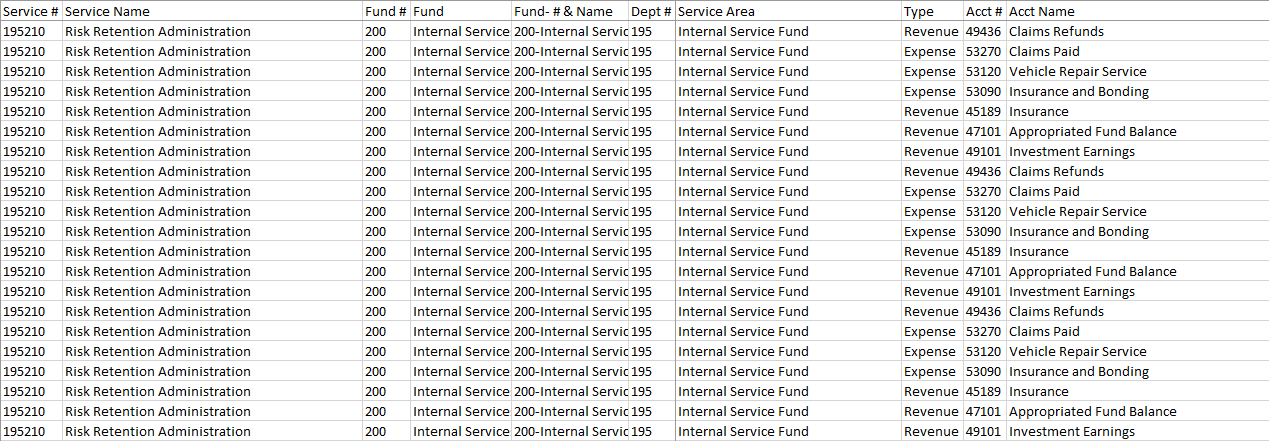 Service # Service Name Fund # Fund Fund- # & Name Dept # Service Area Type Acct # Acct Name
195210 Risk Retention Administration 200 Internal Service 200-Internal Servic 195 Internal Service Fund Revenue 49436 Claims Refunds
195210 Risk Retention Administration 200 Internal Service 200-Internal Servic 195 Internal Service Fund Expense 53270 Claims Paid
195210 Risk Retention Administration 200 Internal Service 200-Internal Servic 195 Internal Service Fund Expense 53120 Vehicle Repair Service
195210 Risk Retention Administration 200 Internal Service 200-Internal Servic 195 Internal Service Fund Expense 53090 Insurance and Bonding
195210 Risk Retention Administration 200 Internal Service 200-Internal Servic 195 Internal Service Fund Revenue 45189 Insurance
195210 Risk Retention Administration 200 Internal Service 200-Internal Servic 195 Internal Service Fund Revenue 47101 Appropriated Fund Balance
195210 Risk Retention Administration 200 Internal Service 200-Internal Servic 195 Internal Service Fund Revenue 49101 Investment Earnings
195210 Risk Retention Administration 200 Internal Service 200-Internal Servic 195 Internal Service Fund Revenue 49436 Claims Refunds
195210 Risk Retention Administration 200 Internal Service 200-Internal Servic 195 Internal Service Fund Expense 53270 Claims Paid
195210 Risk Retention Administration 200 Internal Service 200-Internal Servic 195 Internal Service Fund Expense 53120 Vehicle Repair Service
195210 Risk Retention Administration 200 Internal Service 200-Internal Servic 195 Internal Service Fund Expense 53090 Insurance and Bonding
195210 Risk Retention Administration 200 Internal Service 200-Internal Servic 195 Internal Service Fund Revenue 45189 Insurance
195210 Risk Retention Administration 200 Internal Service 200-Internal Servic 195 Internal Service Fund Revenue 47101 Appropriated Fund Balance
195210 Risk Retention Administration 200 Internal Service 200-Internal Servic 195 Internal Service Fund Revenue 49101 Investment Earnings
195210 Risk Retention Administration 200 Internal Service 200-Internal Servic 195 Internal Service Fund Revenue 49436 Claims Refunds
195210 Risk Retention Administration 200 Internal Service 200-Internal Servic 195 Internal Service Fund Expense 53270 Claims Paid
195210 Risk Retention Administration 200 Internal Service 200-Internal Servic 195 Internal Service Fund Expense 53120 Vehicle Repair Service
195210 Risk Retention Administration 200 Internal Service 200-Internal Servic 195 Internal Service Fund Expense 53090 Insurance and Bonding
195210 Risk Retention Administration 200 Internal Service 200-Internal Servic 195 Internal Service Fund Revenue 45189 Insurance
195210 Risk Retention Administration 200 Internal Service 200-Internal Servic 195 Internal Service Fund Revenue 47101 Appropriated Fund Balance
195210 Risk Retention Administration 200 Internal Service 200-Internal Servic 195 Internal Service Fund Revenue 49101 Investment Earnings